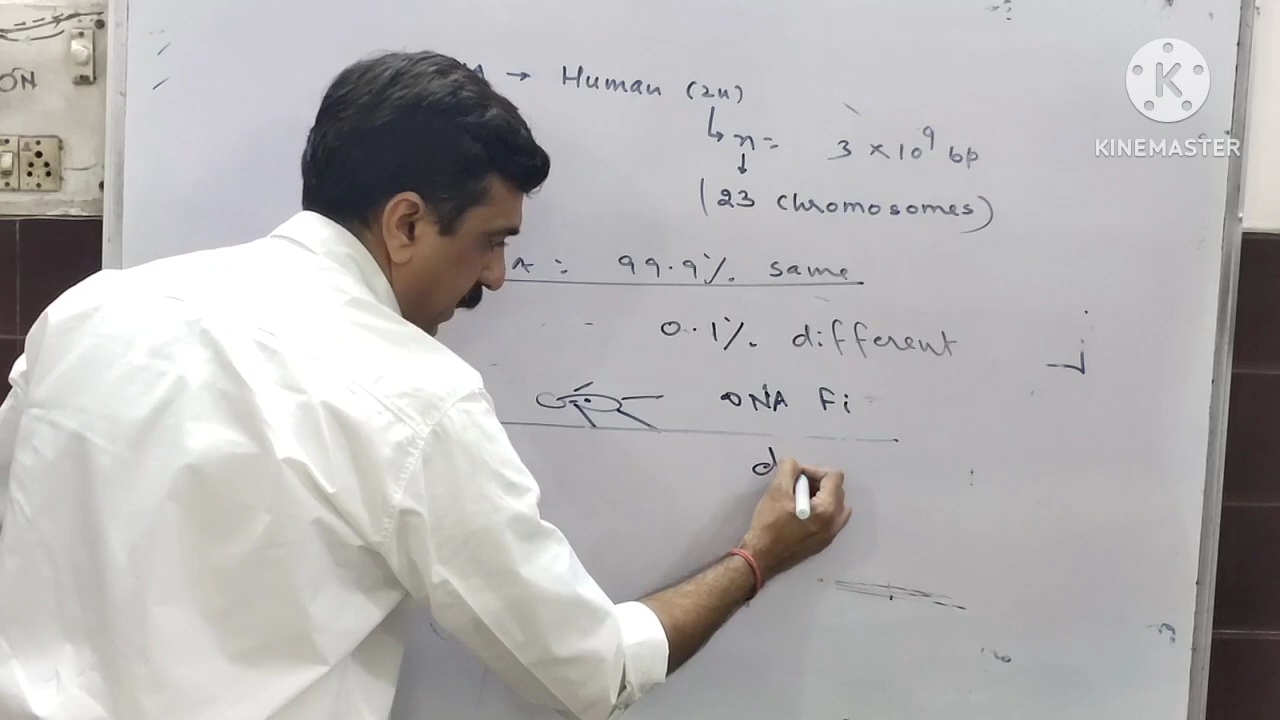 → Human (2n)
↳ n = 3 × 10⁹ bp
↓
(23 chromosomes)
: 99.9% same
0.1% different
DNA Fi
d
ON
K
KINEMASTER